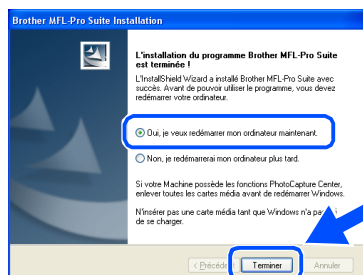 Brother MFL-Pro Suite Installation
L'installation du programme Brother MFL-Pro Suite
est terminée !
L'InstallShield Wizard a installé Brother MFL-Pro Suite avec
succès. Avant de pouvoir utiliser le programme, vous devez
redémarrer votre ordinateur.
Oui, je veux redémarrer mon ordinateur maintenant.
Non, je redémarrerai mon ordinateur plus tard.
Si votre Machine possède les fonctions PhotoCapture Center,
enlever toutes les cartes média avant de redémarrer Windows.
N'insérer pas une carte média tant que Windows n'a
de se charger.
Terminer
Annuler